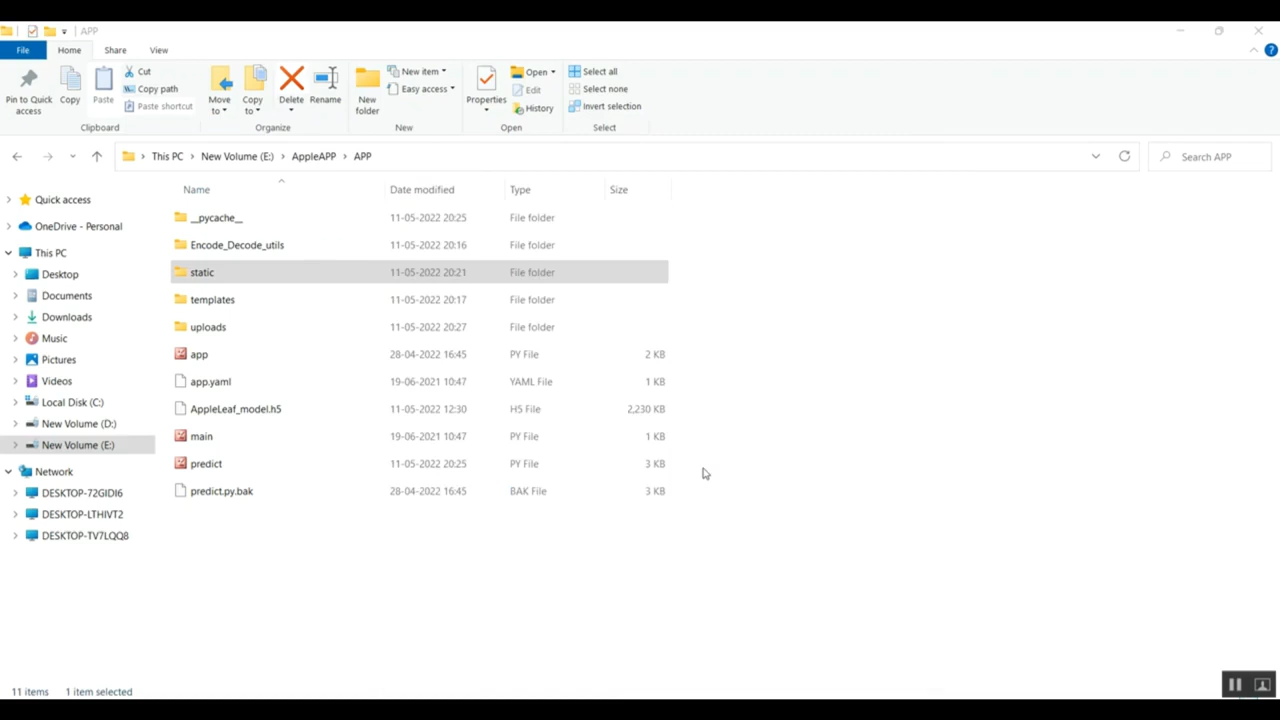 APP
File Home Share View
Pin to Quick access
Copy
Paste
Cut
Copy path
Paste shortcut
Clipboard
Move to
Copy to
Delete
Rename
Organize
New folder
New item
Easy access
New
Properties
Open
Edit
History
Open
Select all
Select none
Invert selection
Select
This PC › New Volume (E:) › AppleAPP › APP
Search APP
Name Date modified Type Size
__pycache__ 11-05-2022 20:25 File folder
Encode_Decode_utils 11-05-2022 20:16 File folder
static 11-05-2022 20:21 File folder
templates 11-05-2022 20:17 File folder
uploads 11-05-2022 20:27 File folder
app 28-04-2022 16:45 PY File 2 KB
app.yaml 19-06-2021 10:47 YAML File 1 KB
AppleLeaf_model.h5 11-05-2022 12:30 H5 File 2,230 KB
main 19-06-2021 10:47 PY File 1 KB
predict 11-05-2022 20:25 PY File 3 KB
predict.py.bak 28-04-2022 16:45 BAK File 3 KB
Quick access
OneDrive - Personal
This PC
Desktop
Documents
Downloads
Music
Pictures
Videos
Local Disk (C:)
New Volume (D:)
New Volume (E:)
Network
DESKTOP-72GIDI6
DESKTOP-LTHIVT2
DESKTOP-TV7LQQ8
11 items 1 item selected